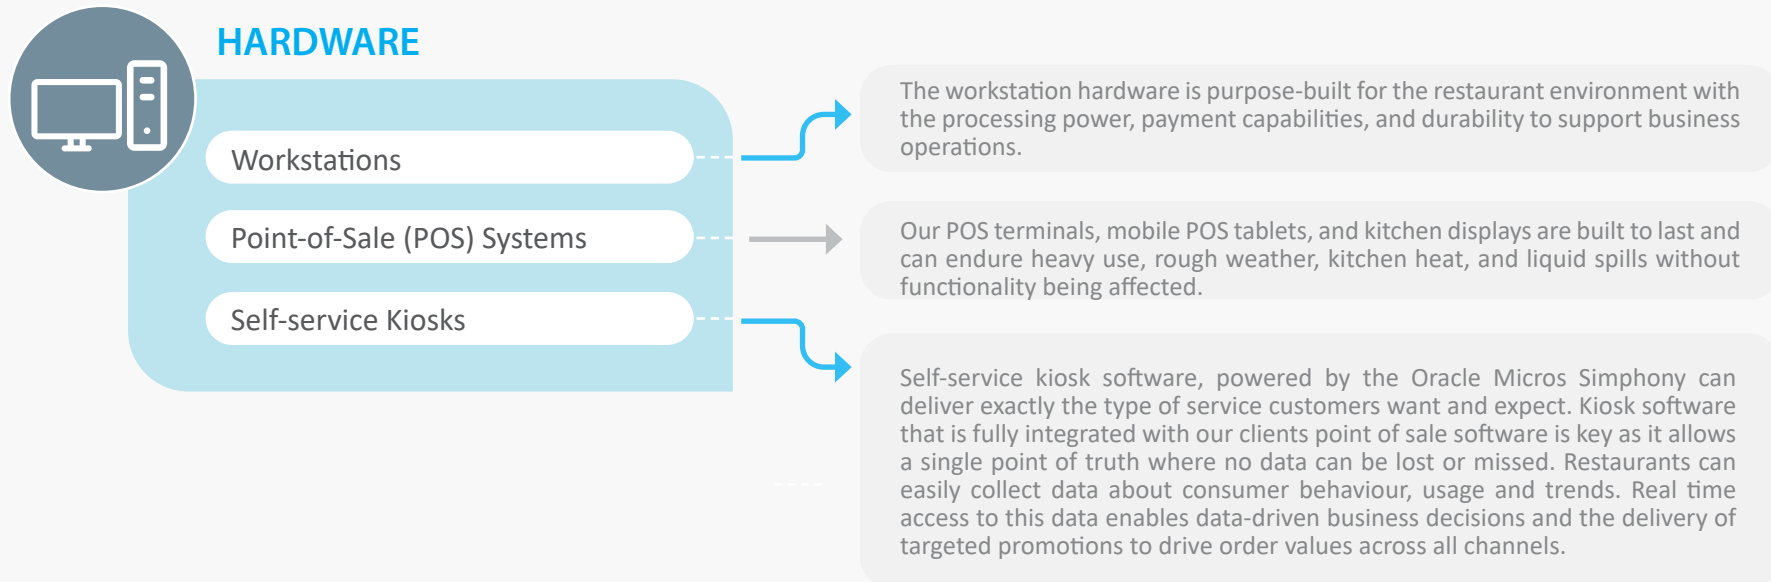 HARDWARE
Workstations
The workstation hardware is purpose-built for the restaurant environment with
the processing power, payment capabilities, and durability to support business
operations.
Point-of-Sale (POS) Systems
Our POS terminals, mobile POS tablets, and kitchen displays are built to last and
can endure heavy use, rough weather, kitchen heat, and liquid spills without
functionality being affected.
Self-service Kiosks
Self-service kiosk software, powered by the Oracle Micros Simphony can
deliver exactly the type of service customers want and expect. Kiosk software
that is fully integrated with our clients point of sale software is key as it allows
a single point of truth where no data can be lost or missed. Restaurants can
easily collect data about consumer behaviour, usage and trends. Real time
access to this data enables data-driven business decisions and the delivery of
targeted promotions to drive order values across all channels.